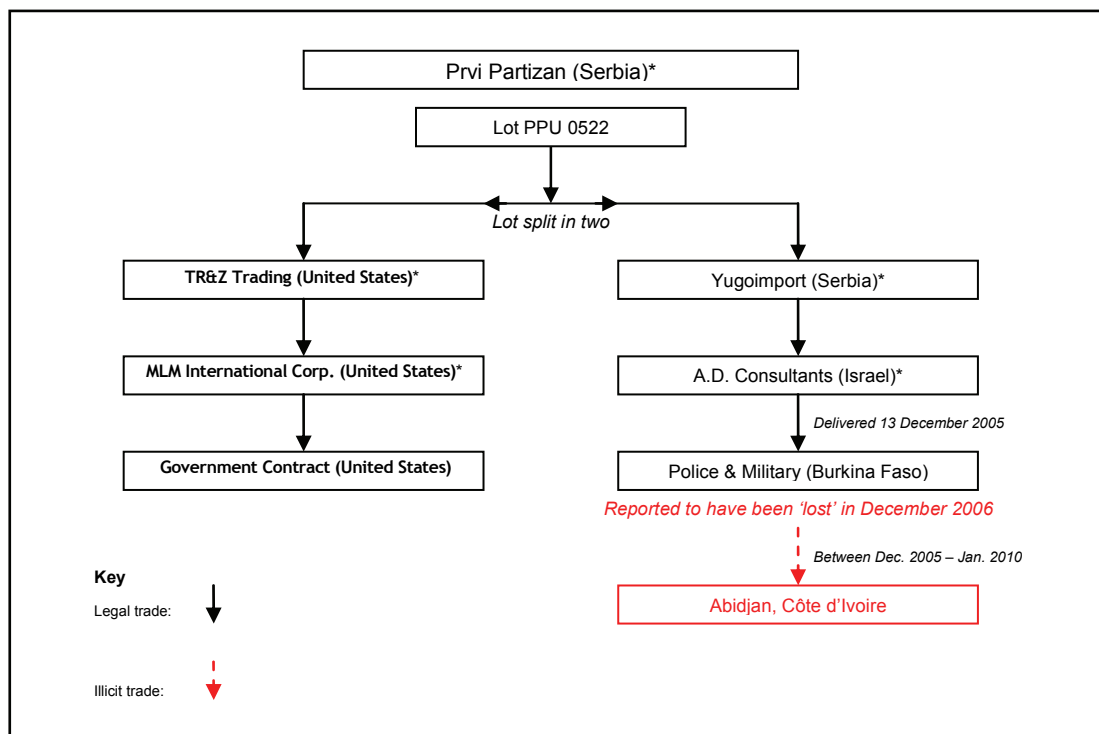 Prvi Partizan (Serbia)*
Lot PPU 0522
Lot split in two
TR&Z Trading (United States)*
Yugoimport (Serbia)*
MLM International Corp. (United States)*
A.D. Consultants (Israel)*
Delivered 13 December 2005
Government Contract (United States)
Police & Military (Burkina Faso)
Reported to have been ‘lost’ in December 2006
Between Dec. 2005 – Jan. 2010
Abidjan, Côte d’Ivoire
Key
Legal trade:
Illicit trade: